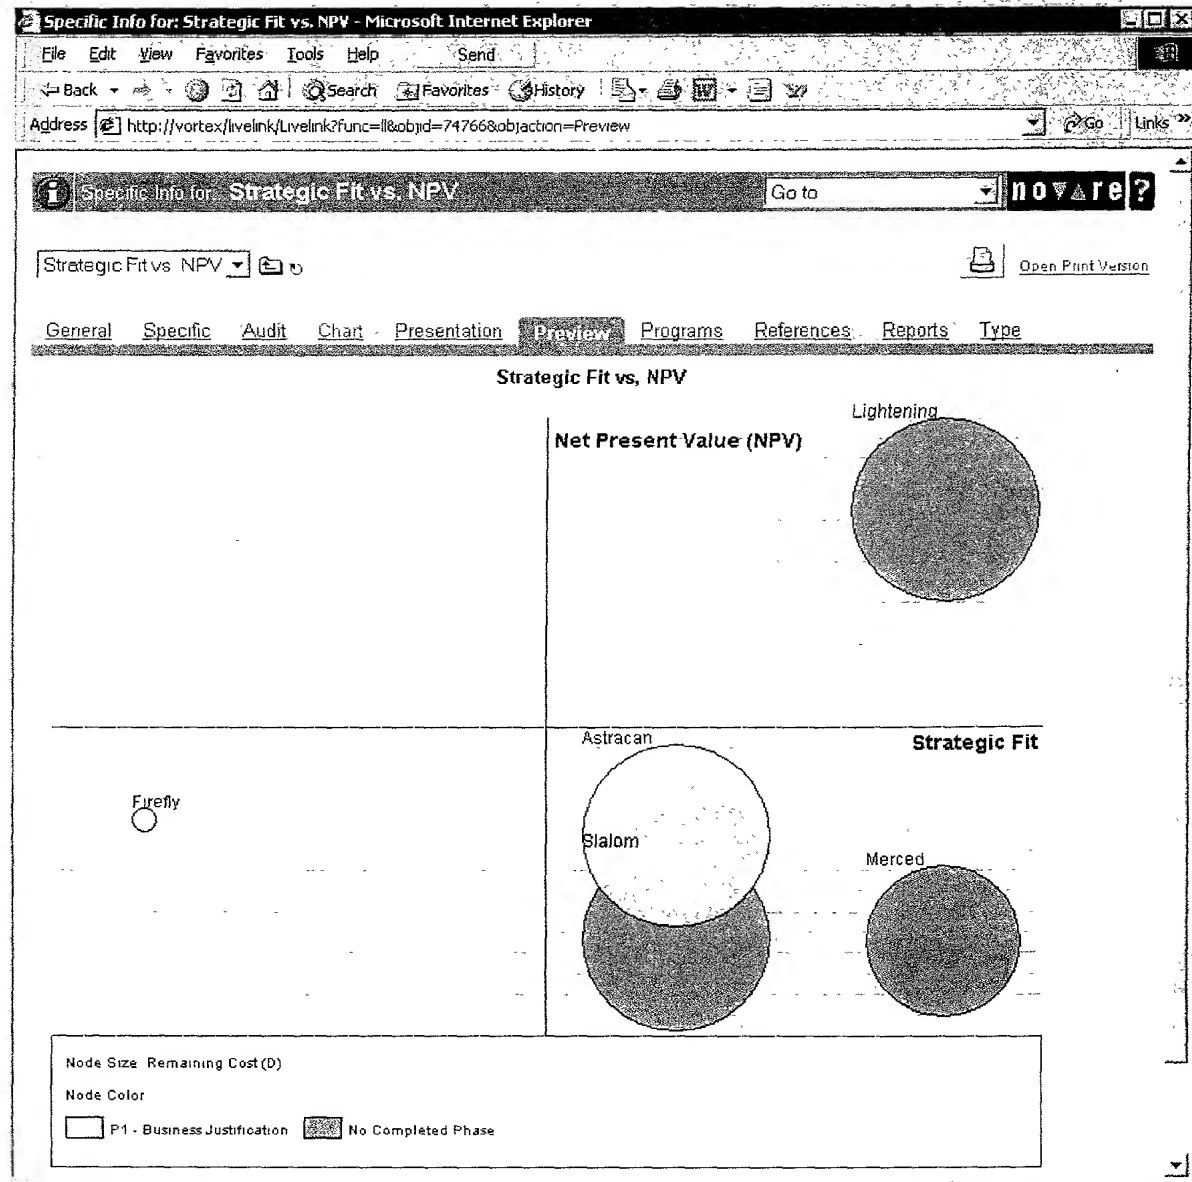 Specific Info for: Strategic Fit vs. NPV - Microsoft Internet Explorer
File Edit View Favorites Tools Help Send
Back Search Favorites History
Address http://vortex/livelink/Livelink?func=ll&objid=74766&objaction=Preview Go Links »
Specific Info for: Strategic Fit vs. NPV Go to novare ?
Strategic Fit vs NPV Open Print Version
General Specific Audit Chart Presentation Preview Programs References Reports Type
Strategic Fit vs, NPV
Lightening
Net Present Value (NPV)
Astracan
Strategic Fit
Firefly
Slalom
Merced
Node Size Remaining Cost (D)
Node Color
P1 - Business Justification No Completed Phase